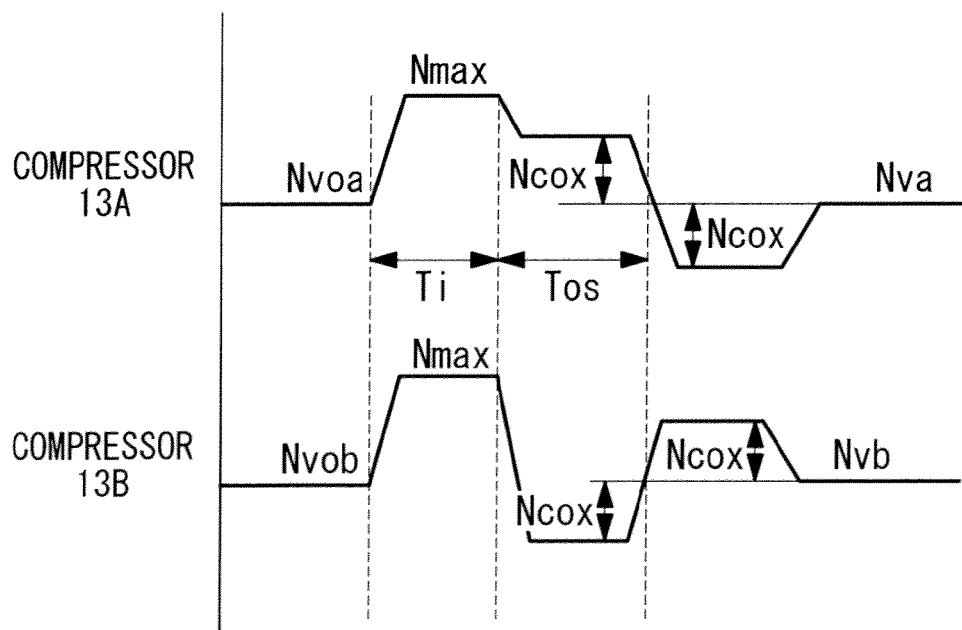 Nmax
COMPRESSOR
13A
Nvoa
Ncox
Nva
Ncox
Ti
Tos
Nmax
COMPRESSOR
13B
Nvob
Ncox
Nvb
Ncox